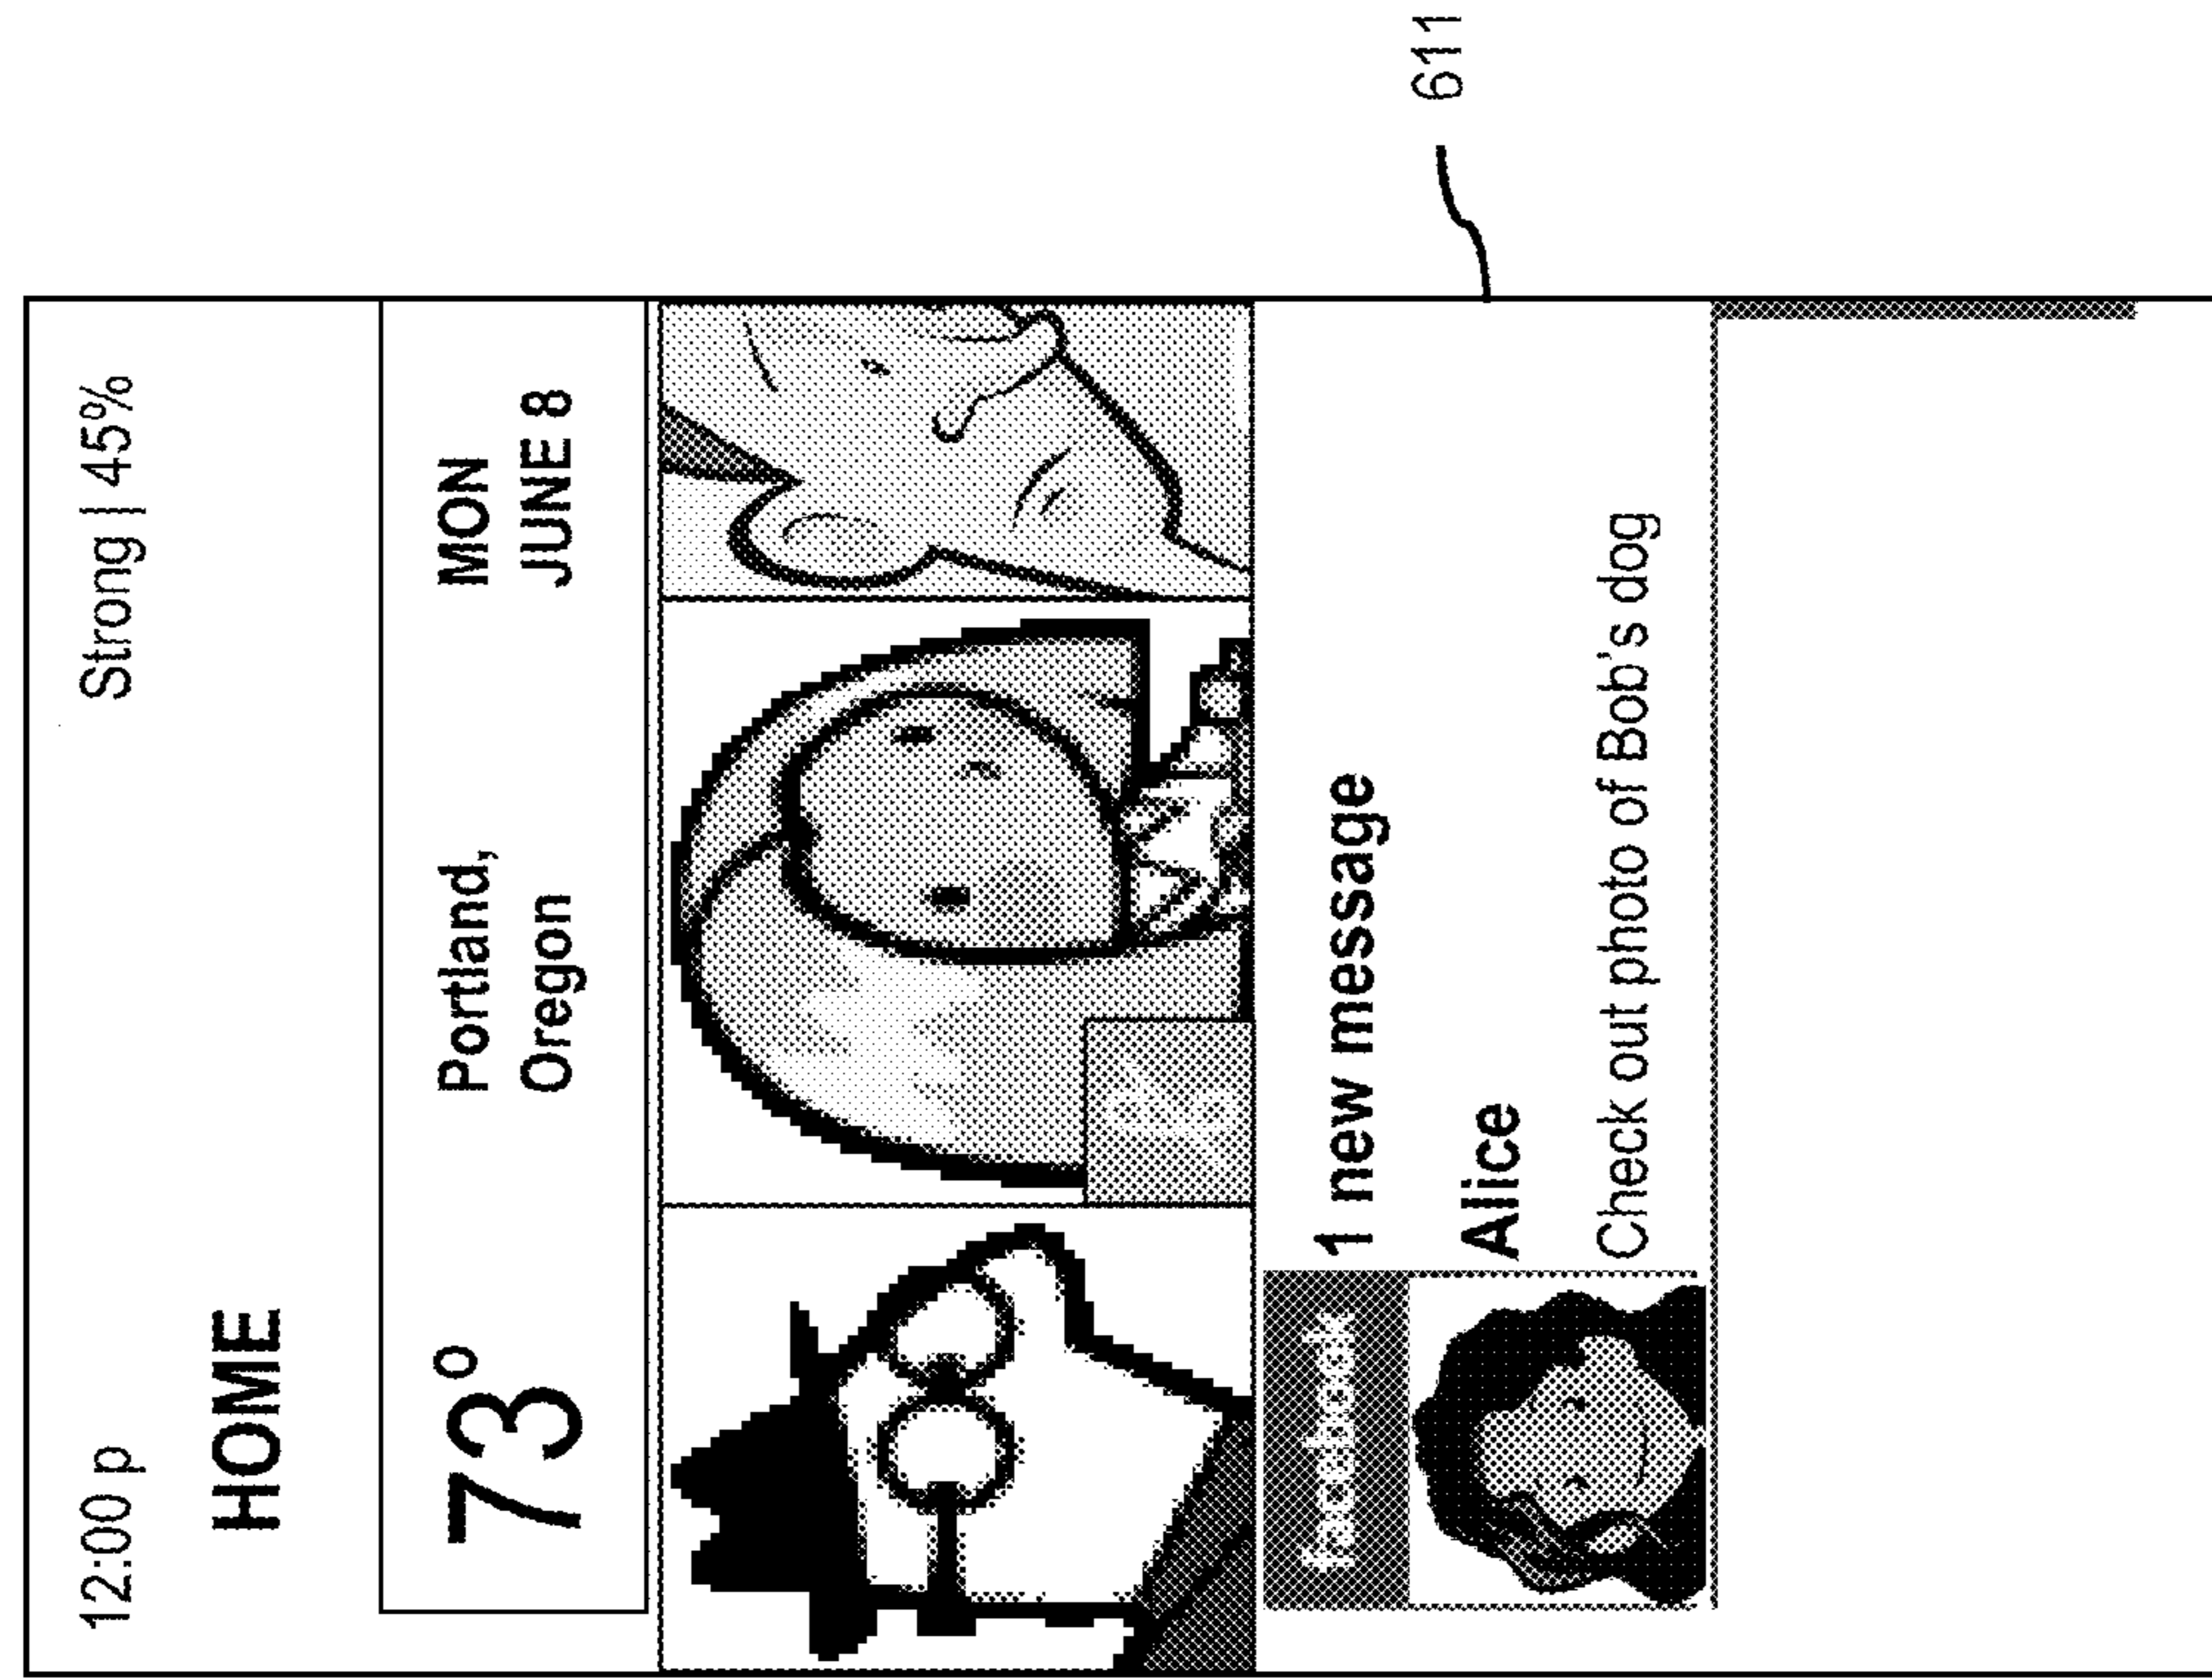 12:00 p
Strong | 45%
HOME
73°
Portland,
Oregon
MON
JUNE 8
facebook
1 new message
Alice
Check out photo of Bob's dog
611